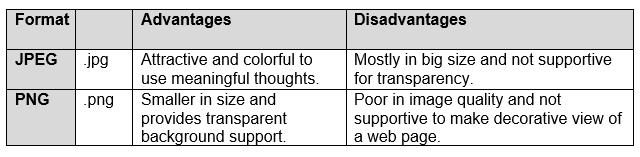 Format Advantages Disadvantages
JPEG .jpg Attractive and colorful to Mostly in big size and not supportive
use meaningful thoughts. for transparency.
PNG .png Smaller in size and Poor in image quality and not
provides transparent supportive to make decorative view of
background support. a web page.